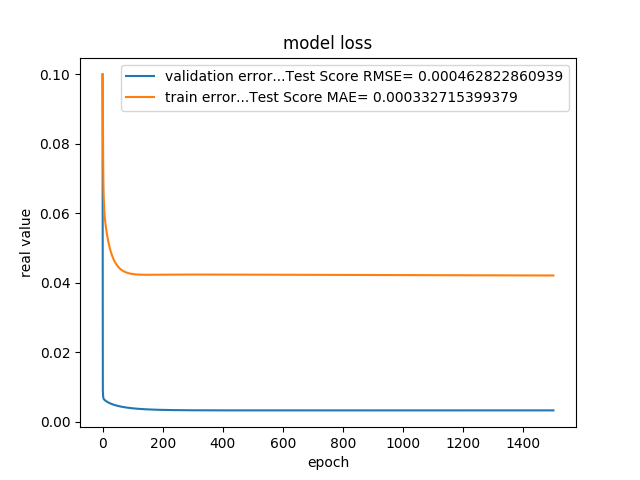 model loss
validation error...Test Score RMSE= 0.000462822860939
train error...Test Score MAE= 0.000332715399379
real value
0.10
0.08
0.06
0.04
0.02
0.00
0 200 400 600 800 1000 1200 1400
epoch